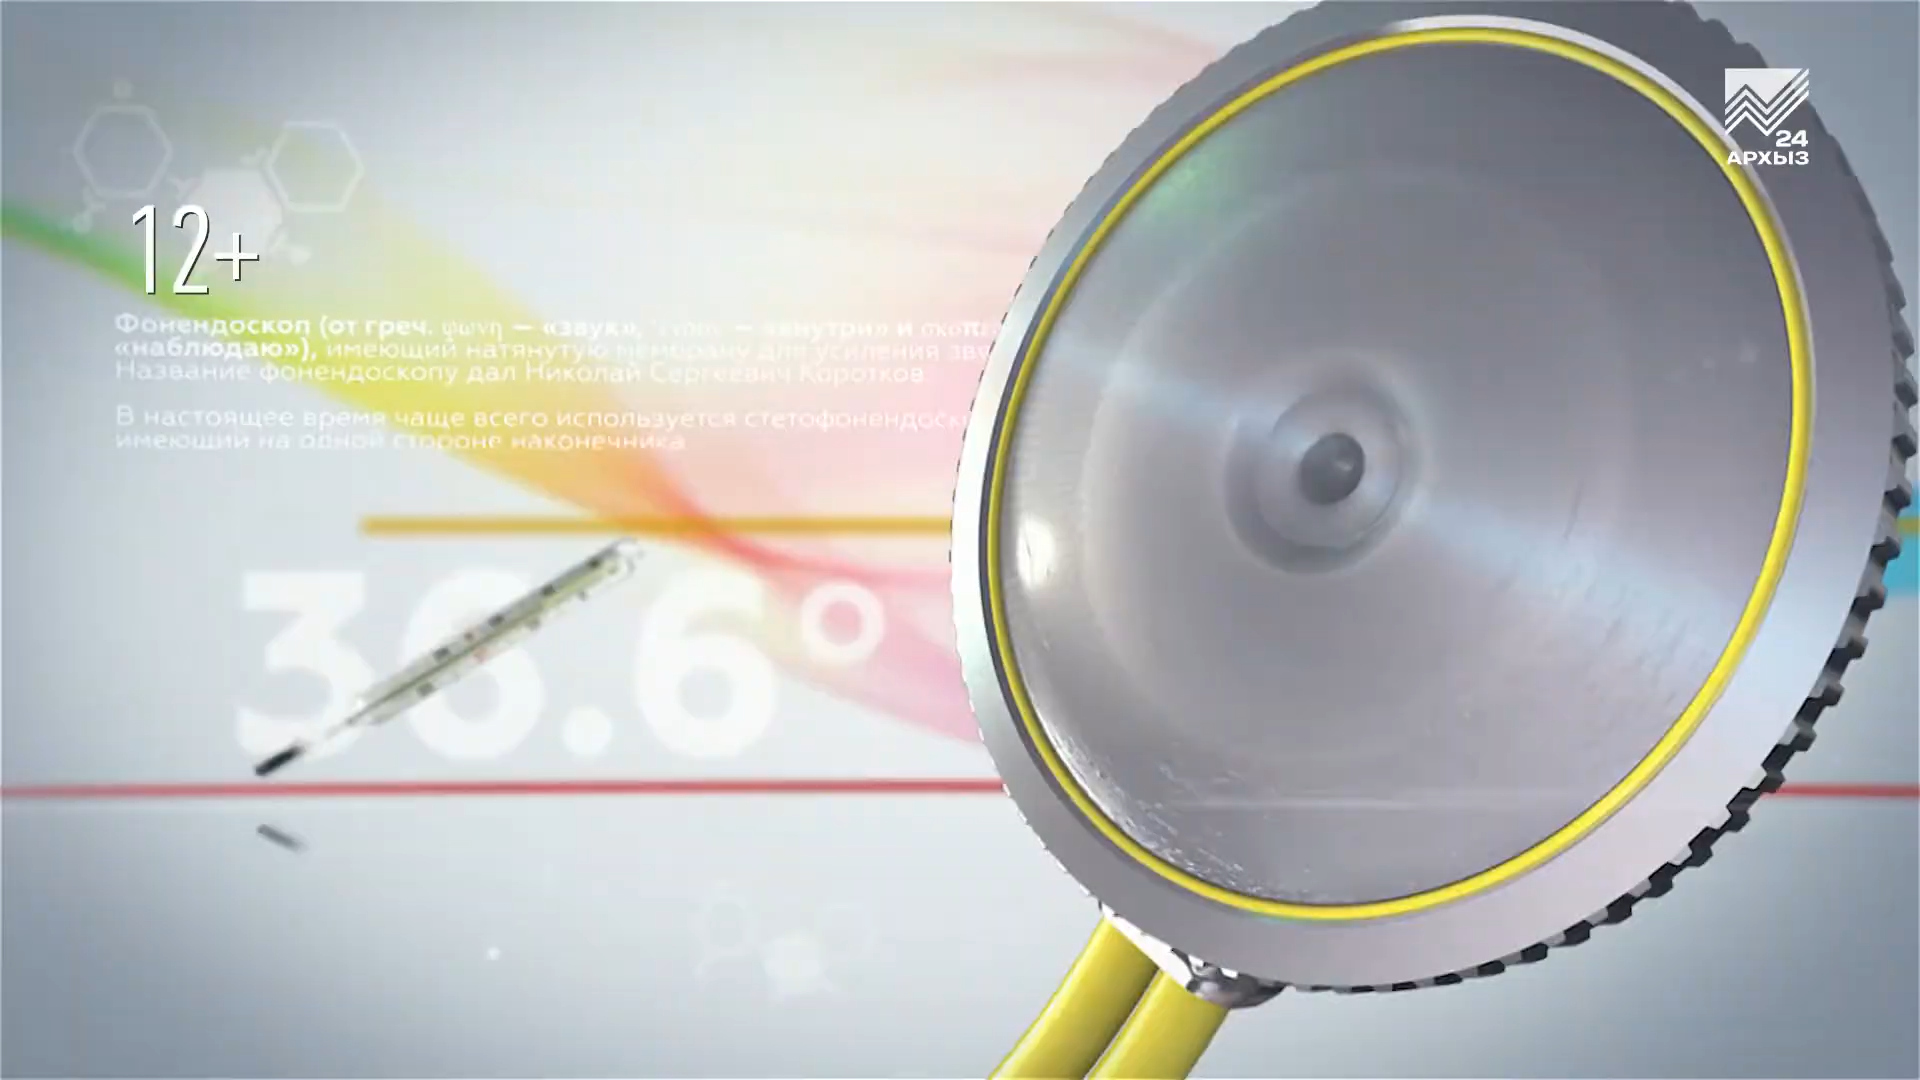 24
АРХЫЗ
12+
Фонендоскоп (от греч. φωνη — «звук», — «внутри» и
«наблюдаю»), имеющий натянутую мембрану для усиления
Название фонендоскопу дал Николай Сергеевич Коротков
В настоящее время чаще всего используется
имеющий на одной стороне наконечника
36.6°